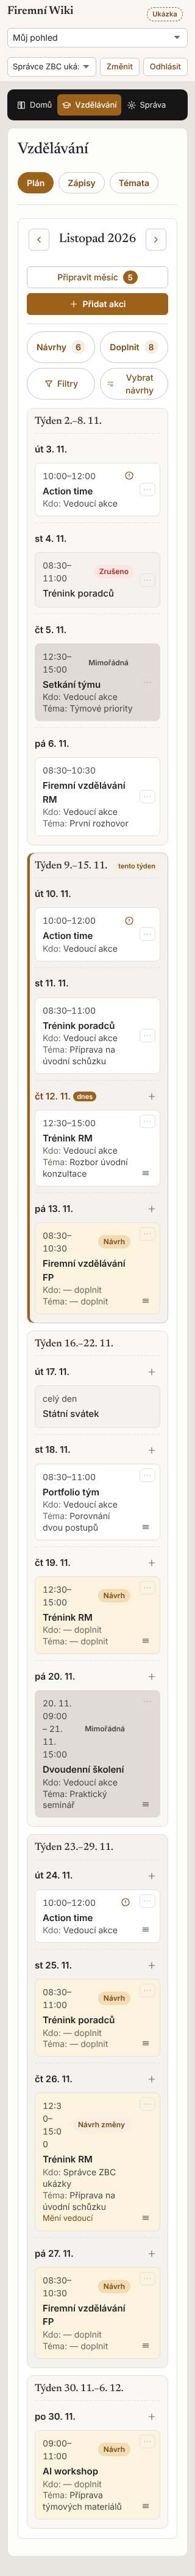 Firemní Wiki
Ukázka
Můj pohled
Správce ZBC uká:
Změnit
Odhlásit
Domů
Vzdělávání
Správa
Vzdělávání
Plán
Zápisy
Témata
Listopad 2026
Připravit měsíc 5
+ Přidat akci
Návrhy 6
Doplnit 8
Filtry
Vybrat
návrhy
Týden 2.–8. 11.
út 3. 11.
10:00–12:00
Action time
Kdo: Vedoucí akce
st 4. 11.
08:30–
11:00
Zrušeno
Trénink poradců
čt 5. 11.
12:30–
15:00
Mimořádná
Setkání týmu
Kdo: Vedoucí akce
Téma: Týmové priority
pá 6. 11.
08:30–10:30
Firemní vzdělávání
RM
Kdo: Vedoucí akce
Téma: První rozhovor
Týden 9.–15. 11.
tento týden
út 10. 11.
10:00–12:00
Action time
Kdo: Vedoucí akce
st 11. 11.
08:30–11:00
Trénink poradců
Kdo: Vedoucí akce
Téma: Příprava na
úvodní schůzku
čt 12. 11. dnes
12:30–15:00
Trénink RM
Kdo: Vedoucí akce
Téma: Rozbor úvodní
konzultace
pá 13. 11.
08:30–
10:30
Návrh
Firemní vzdělávání
FP
Kdo: — doplnit
Téma: — doplnit
Týden 16.–22. 11.
út 17. 11.
celý den
Státní svátek
st 18. 11.
08:30–11:00
Portfolio tým
Kdo: Vedoucí akce
Téma: Porovnání
dvou postupů
čt 19. 11.
12:30–
15:00
Návrh
Trénink RM
Kdo: — doplnit
Téma: — doplnit
pá 20. 11.
20. 11.
09:00
– 21.
11.
15:00
Mimořádná
Dvoudenní školení
Kdo: Vedoucí akce
Téma: Praktický
seminář
Týden 23.–29. 11.
út 24. 11.
10:00–12:00
Action time
Kdo: Vedoucí akce
st 25. 11.
08:30–
11:00
Návrh
Trénink poradců
Kdo: — doplnit
Téma: — doplnit
čt 26. 11.
12:3
0–
15:0
0
Návrh změny
Trénink RM
Kdo: Správce ZBC
ukázky
Téma: Příprava na
úvodní schůzku
Mění vedoucí
pá 27. 11.
08:30–
10:30
Návrh
Firemní vzdělávání
FP
Kdo: — doplnit
Téma: — doplnit
Týden 30. 11.–6. 12.
po 30. 11.
09:00–
11:00
Návrh
AI workshop
Kdo: — doplnit
Téma: Příprava
týmových materiálů